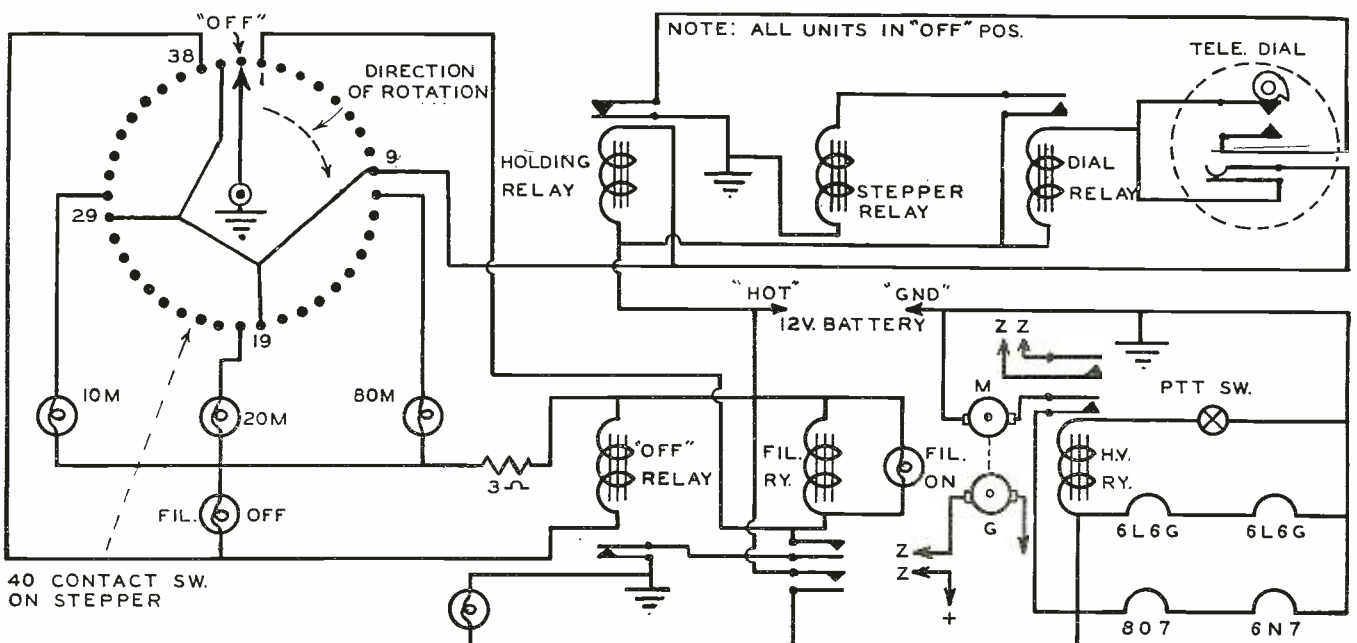 "OFF"
NOTE: ALL UNITS IN "OFF" POS.
38
TELE. DIAL
DIRECTION
OF ROTATION
9
HOLDING
RELAY
STEPPER
RELAY
DIAL
RELAY
29
"HOT"
"GND"
12V. BATTERY
19
Z Z
M
PTT SW.
10M
20M
80M
"OFF"
RELAY
FIL.
RY.
FIL.
ON
H.V.
RY.
3Ω
FIL.
OFF
G
6L6G
6L6G
Z
Z
+
40 CONTACT SW.
ON STEPPER
807
6N7